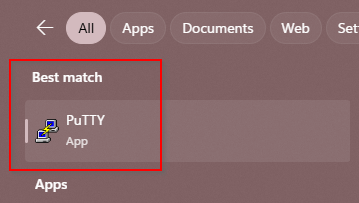 All Apps Documents Web Set
Best match
PuTTY
App
Apps